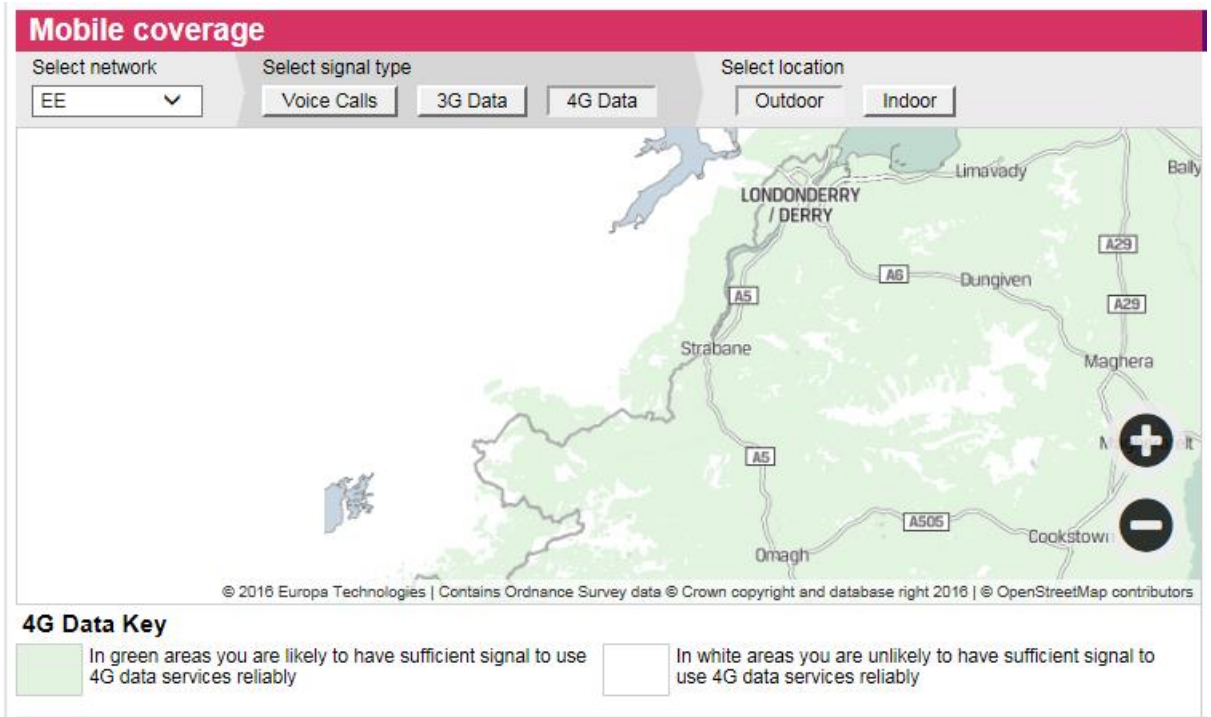 Mobile coverage
Select network
Select signal type
Select location
EE
Voice Calls
3G Data
4G Data
Outdoor
Indoor
Limavady
Bally
LONDONDERRY
/ DERRY
A29
A6
Dungiven
A5
A29
Strabane
Maghera
A5
A505
Cookstown
Omagh
© 2016 Europa Technologies | Contains Ordnance Survey data © Crown copyright and database right 2016 | © OpenStreetMap contributors
4G Data Key
In green areas you are likely to have sufficient signal to use
4G data services reliably
In white areas you are unlikely to have sufficient signal to
use 4G data services reliably